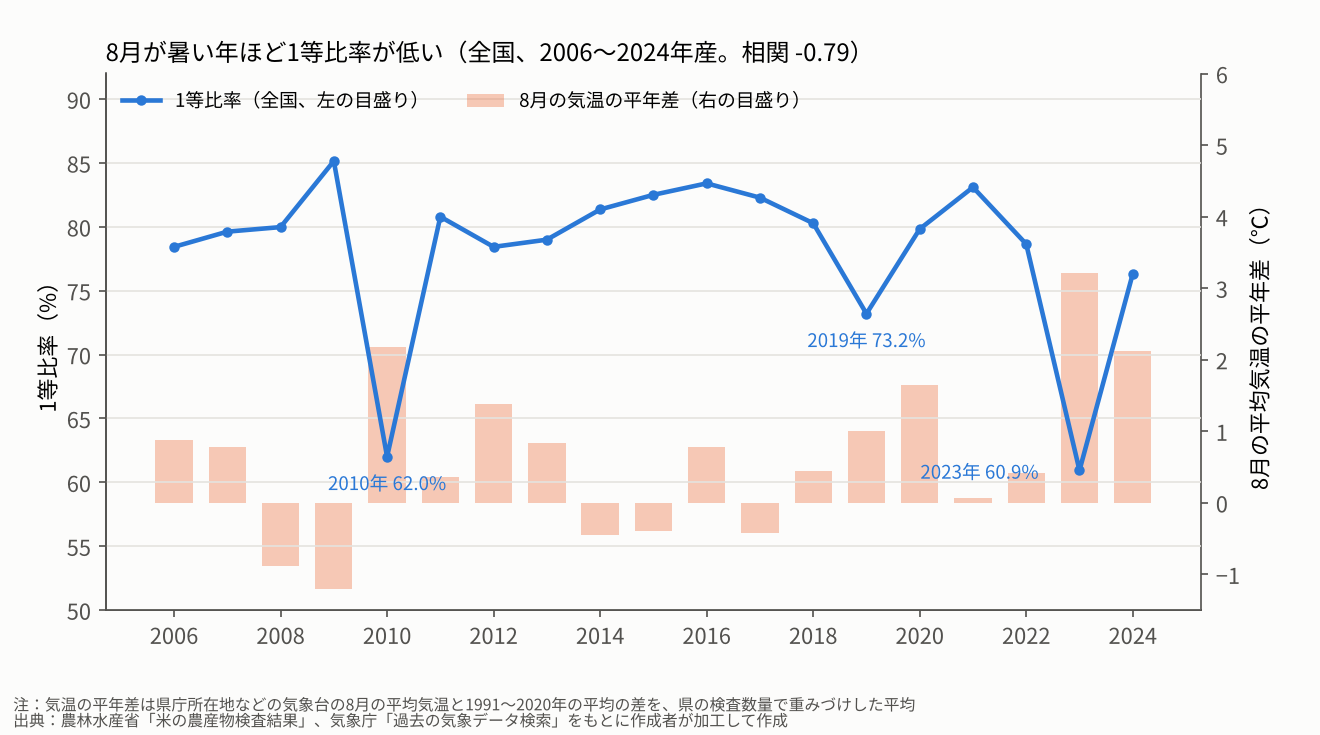 8月が暑い年ほど1等比率が低い（全国、2006～2024年産。相関 -0.79）
1等比率（全国、左の目盛り） 8月の気温の平年差（右の目盛り）
1等比率（%）
90
85
80
75
70
65
60
55
50
6
5
4
3
2
1
0
−1
8月の平均気温の平年差（℃）
2010年 62.0%
2019年 73.2%
2023年 60.9%
2006 2008 2010 2012 2014 2016 2018 2020 2022 2024
注：気温の平年差は県庁所在地などの気象台の8月の平均気温と1991～2020年の平均の差を、県の検査数量で重みづけした平均
出典：農林水産省「米の農産物検査結果」、気象庁「過去の気象データ検索」をもとに作成者が加工して作成